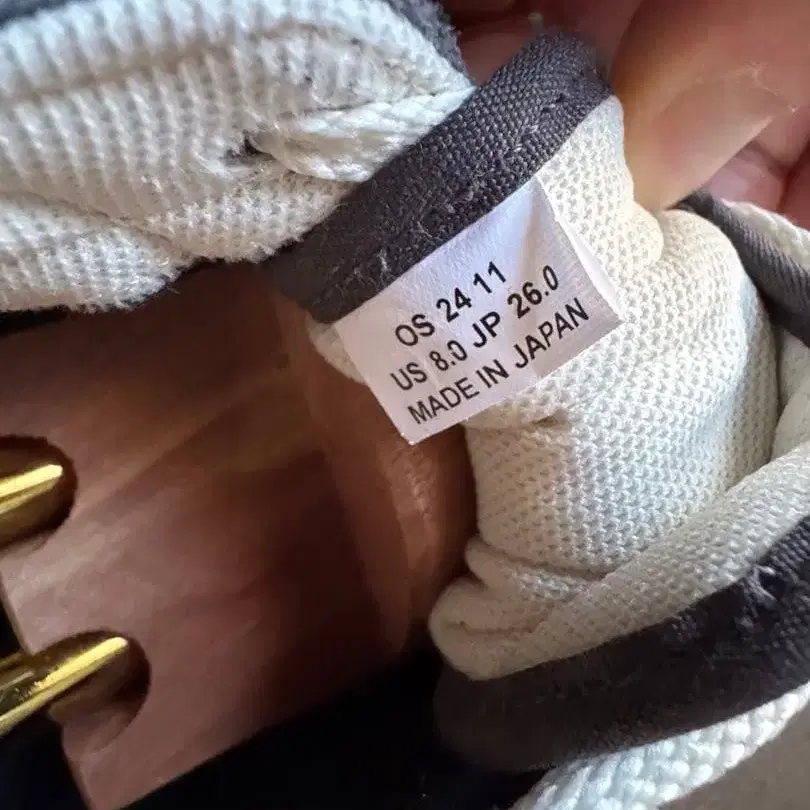 OS 24 11
US 8.0 JP 26.0
MADE IN JAPAN